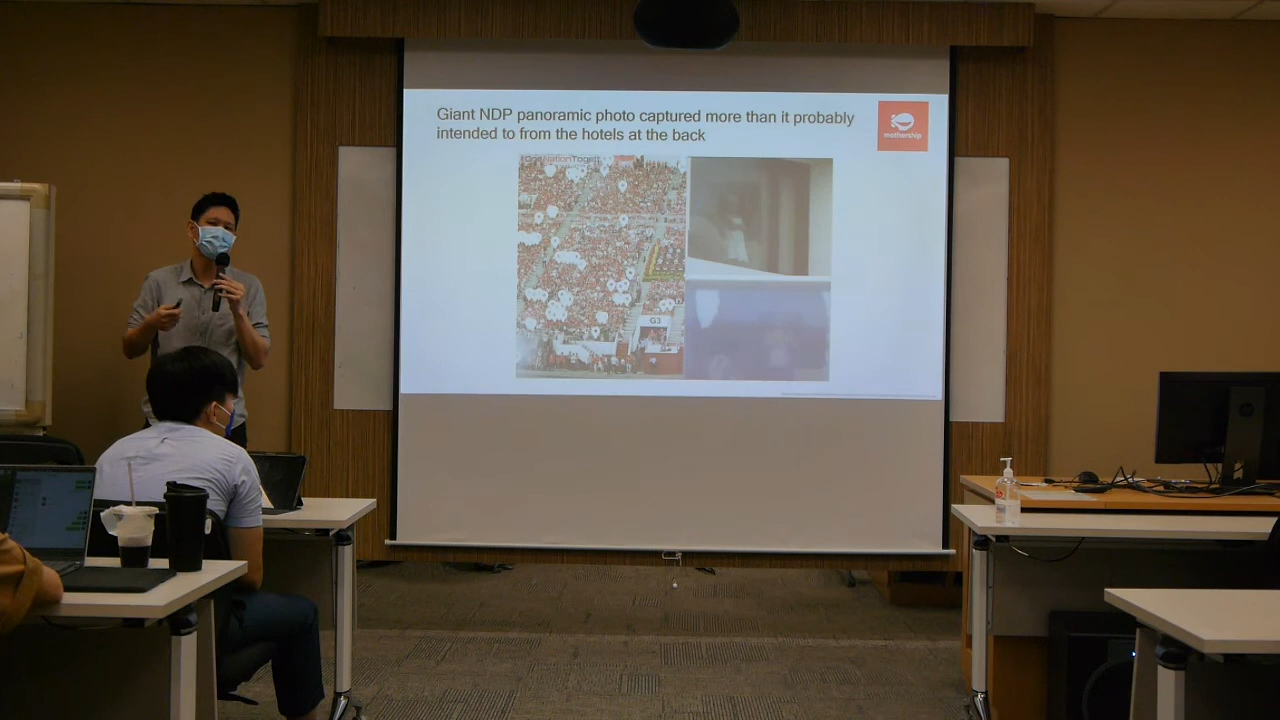 Giant NDP panoramic photo captured more than it probably
intended to from the hotels at the back
mothership
G3